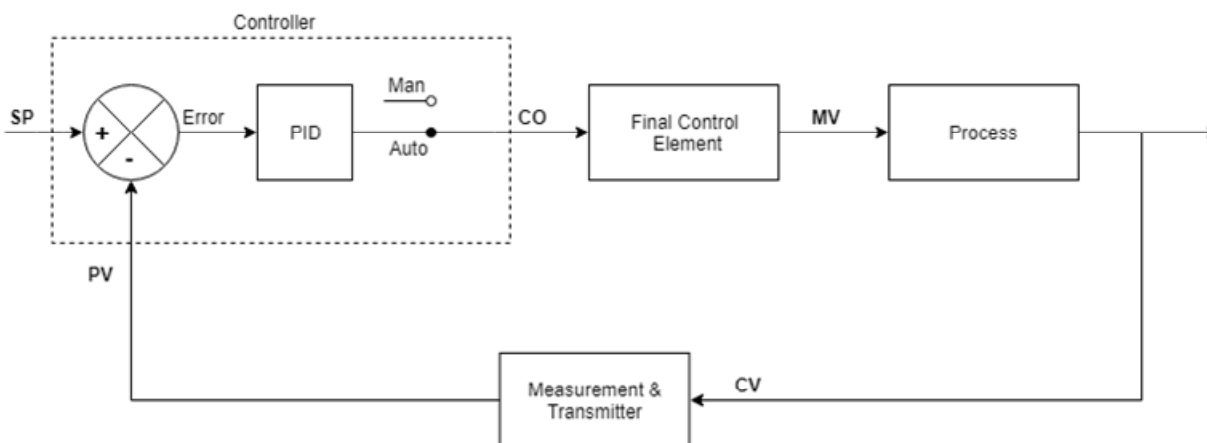 Controller
SP
+
-
Error
PID
Man
Auto
CO
Final Control
Element
MV
Process
PV
Measurement &
Transmitter
CV